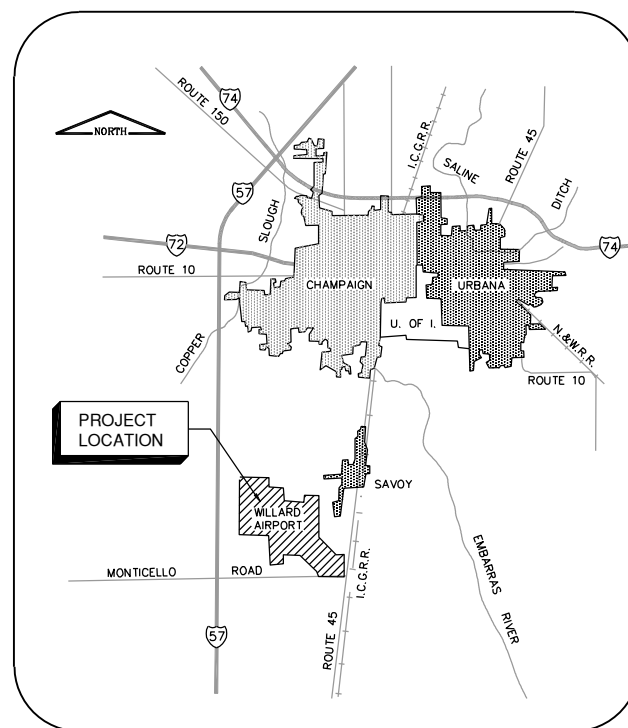 74
ROUTE 150
I.C.G.R.R.
ROUTE 45
SALINE
NORTH
57
DITCH
SLOUGH
72
74
ROUTE 10
CHAMPAIGN
URBANA
U. OF I.
N.&W.R.R.
COPPER
ROUTE 10
PROJECT
LOCATION
SAVOY
WILLARD
AIRPORT
EMBARRAS
RIVER
MONTICELLO ROAD
I.C.G.R.R.
57
ROUTE 45